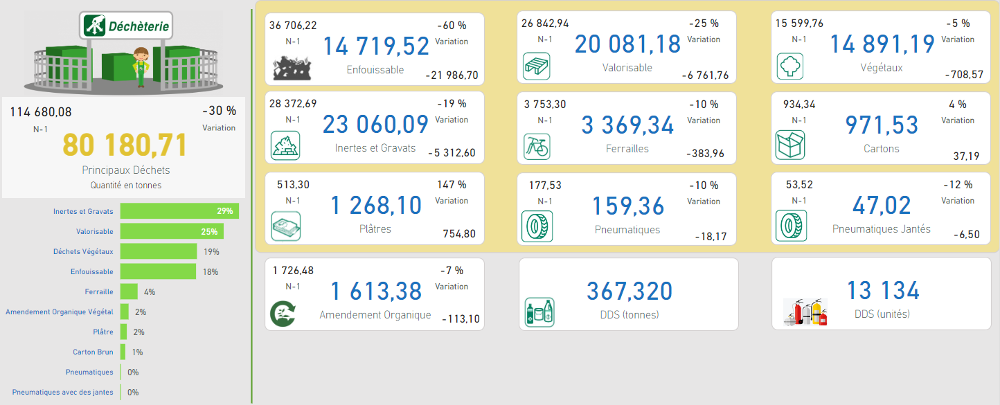 Déchèterie
114 680,08
-30 %
N-1
Variation
80 180,71
Principaux Déchets
Quantité en tonnes
Inertes et Gravats
29%
Valorisable
25%
Déchets Végétaux
19%
Enfouissable
18%
Ferraille
4%
Amendement Organique Végétal
2%
Plâtre
2%
Carton Brun
1%
Pneumatiques
0%
Pneumatiques avec des jantes
0%
36 706,22
-60 %
N-1
Variation
14 719,52
Enfouissable
-21 986,70
26 842,94
-25 %
N-1
Variation
20 081,18
Valorisable
-6 761,76
15 599,76
-5 %
N-1
Variation
14 891,19
Végétaux
-708,57
28 372,69
-19 %
N-1
Variation
23 060,09
Inertes et Gravats
-5 312,60
3 753,30
-10 %
N-1
Variation
3 369,34
Ferrailles
-383,96
934,34
4 %
N-1
Variation
971,53
Cartons
37,19
513,30
147 %
N-1
Variation
1 268,10
Plâtres
754,80
177,53
-10 %
N-1
Variation
159,36
Pneumatiques
-18,17
53,52
-12 %
N-1
Variation
47,02
Pneumatiques Jantés
-6,50
1 726,48
-7 %
N-1
Variation
1 613,38
Amendement Organique
-113,10
367,320
DDS (tonnes)
13 134
DDS (unités)